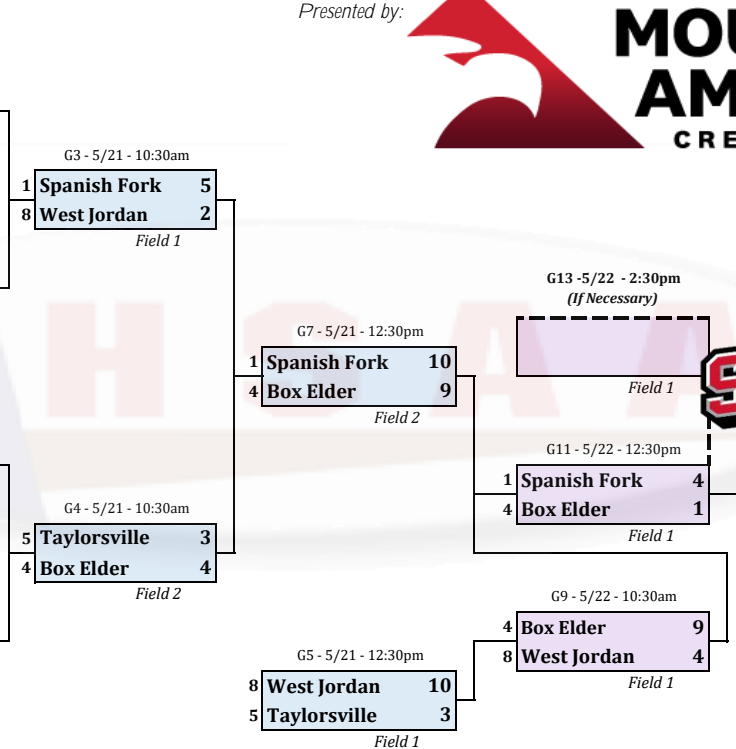 Presented by:
MOU
AM
CRE
G3 - 5/21 - 10:30am
1 Spanish Fork 5
8 West Jordan 2
Field 1
G13 -5/22 - 2:30pm
(If Necessary)
Field 1
G7 - 5/21 - 12:30pm
1 Spanish Fork 10
4 Box Elder 9
Field 2
HSAA
S
G11 - 5/22 - 12:30pm
1 Spanish Fork 4
4 Box Elder 1
Field 1
G4 - 5/21 - 10:30am
5 Taylorsville 3
4 Box Elder 4
Field 2
G9 - 5/22 - 10:30am
4 Box Elder 9
8 West Jordan 4
Field 1
G5 - 5/21 - 12:30pm
8 West Jordan 10
5 Taylorsville 3
Field 1